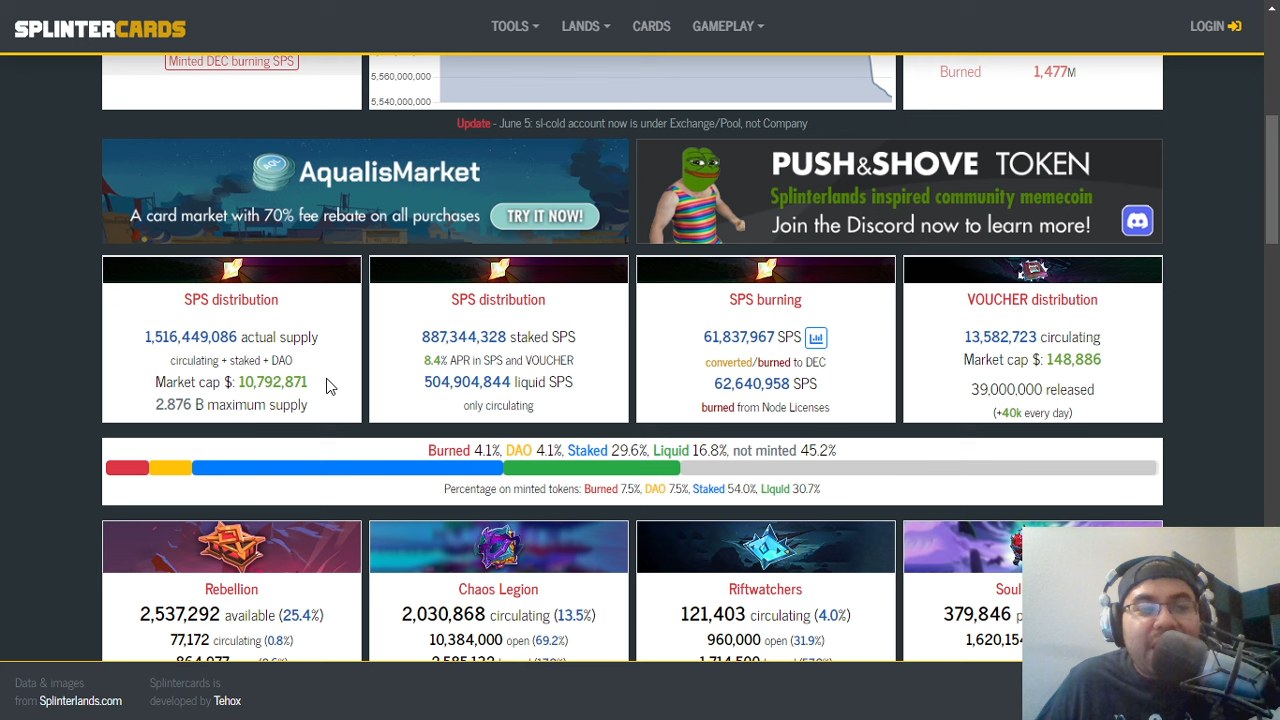 SPLINTERCARDS
TOOLS
LANDS
CARDS
GAMEPLAY
LOGIN
Minted DEC burning SPS
5,560,000,000
5,540,000,000
Burned 1,477M
Update - June 5: sl-cold account now is under Exchange/Pool, not Company
AqualisMarket
A card market with 70% fee rebate on all purchases
TRY IT NOW!
PUSH&SHOVE TOKEN
Splinterlands inspired community memecoin
Join the Discord now to learn more!
SPS distribution
1,516,449,086 actual supply
circulating + staked + DAO
Market cap $: 10,792,871
2.876 B maximum supply
SPS distribution
887,344,328 staked SPS
8.4% APR in SPS and VOUCHER
504,904,844 liquid SPS
only circulating
SPS burning
61,837,967 SPS
converted/burned to DEC
62,640,958 SPS
burned from Node Licenses
VOUCHER distribution
13,582,723 circulating
Market cap $: 148,886
39,000,000 released
(+40k every day)
Burned 4.1%, DAO 4.1%, Staked 29.6%, Liquid 16.8%, not minted 45.2%
Percentage on minted tokens: Burned 7.5%, DAO 7.5%, Staked 54.0%, Liquid 30.7%
Rebellion
2,537,292 available (25.4%)
77,172 circulating (0.8%)
Chaos Legion
2,030,868 circulating (13.5%)
10,384,000 open (69.2%)
Riftwatchers
121,403 circulating (4.0%)
960,000 open (31.9%)
379,846
Data & images
from Splinterlands.com
Splintercards is
developed by Tehox